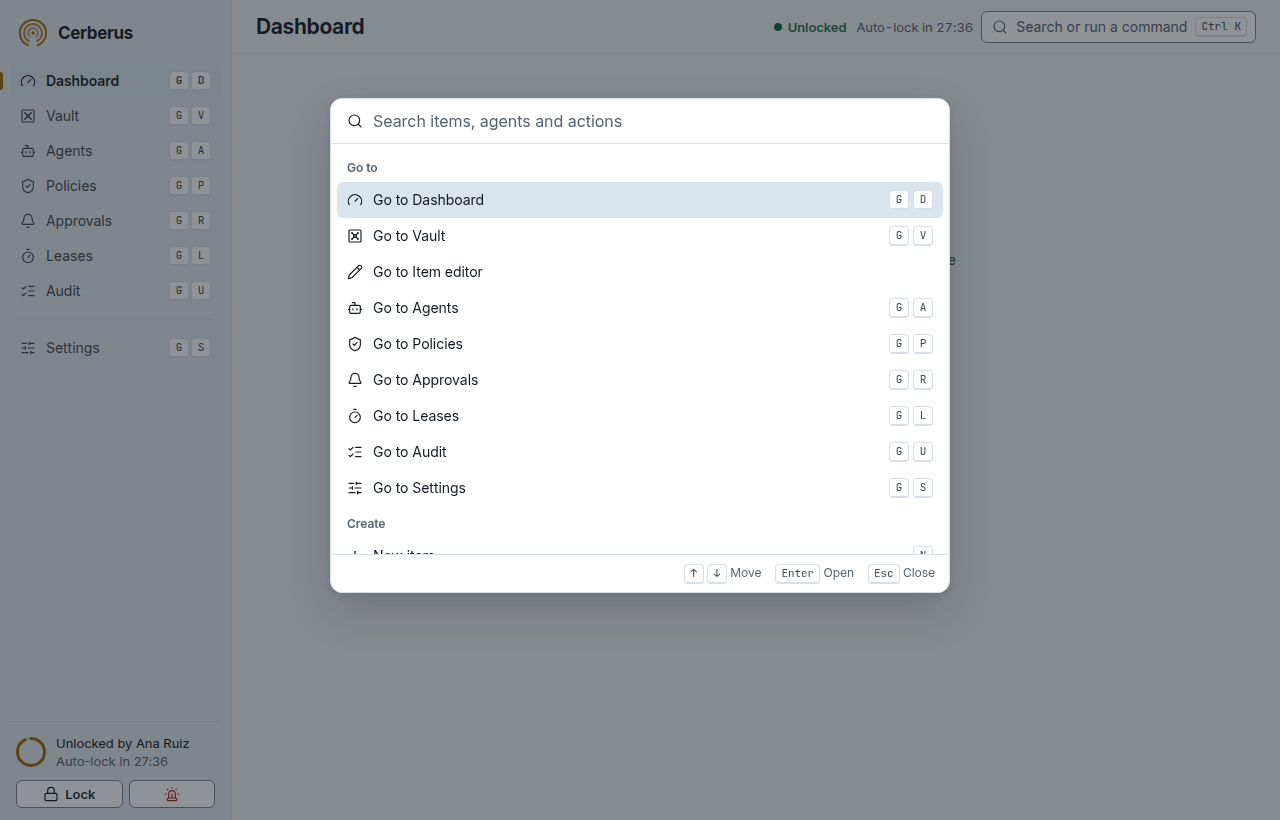 Cerberus
Dashboard G D
Vault G V
Agents G A
Policies G P
Approvals G R
Leases G L
Audit G U
Settings G S
Unlocked by Ana Ruiz
Auto-lock in 27:36
Lock
Dashboard
Unlocked Auto-lock in 27:36 Search or run a command Ctrl K
Search items, agents and actions
Go to
Go to Dashboard G D
Go to Vault G V
Go to Item editor
Go to Agents G A
Go to Policies G P
Go to Approvals G R
Go to Leases G L
Go to Audit G U
Go to Settings G S
Create
New item N
↑ ↓ Move Enter Open Esc Close